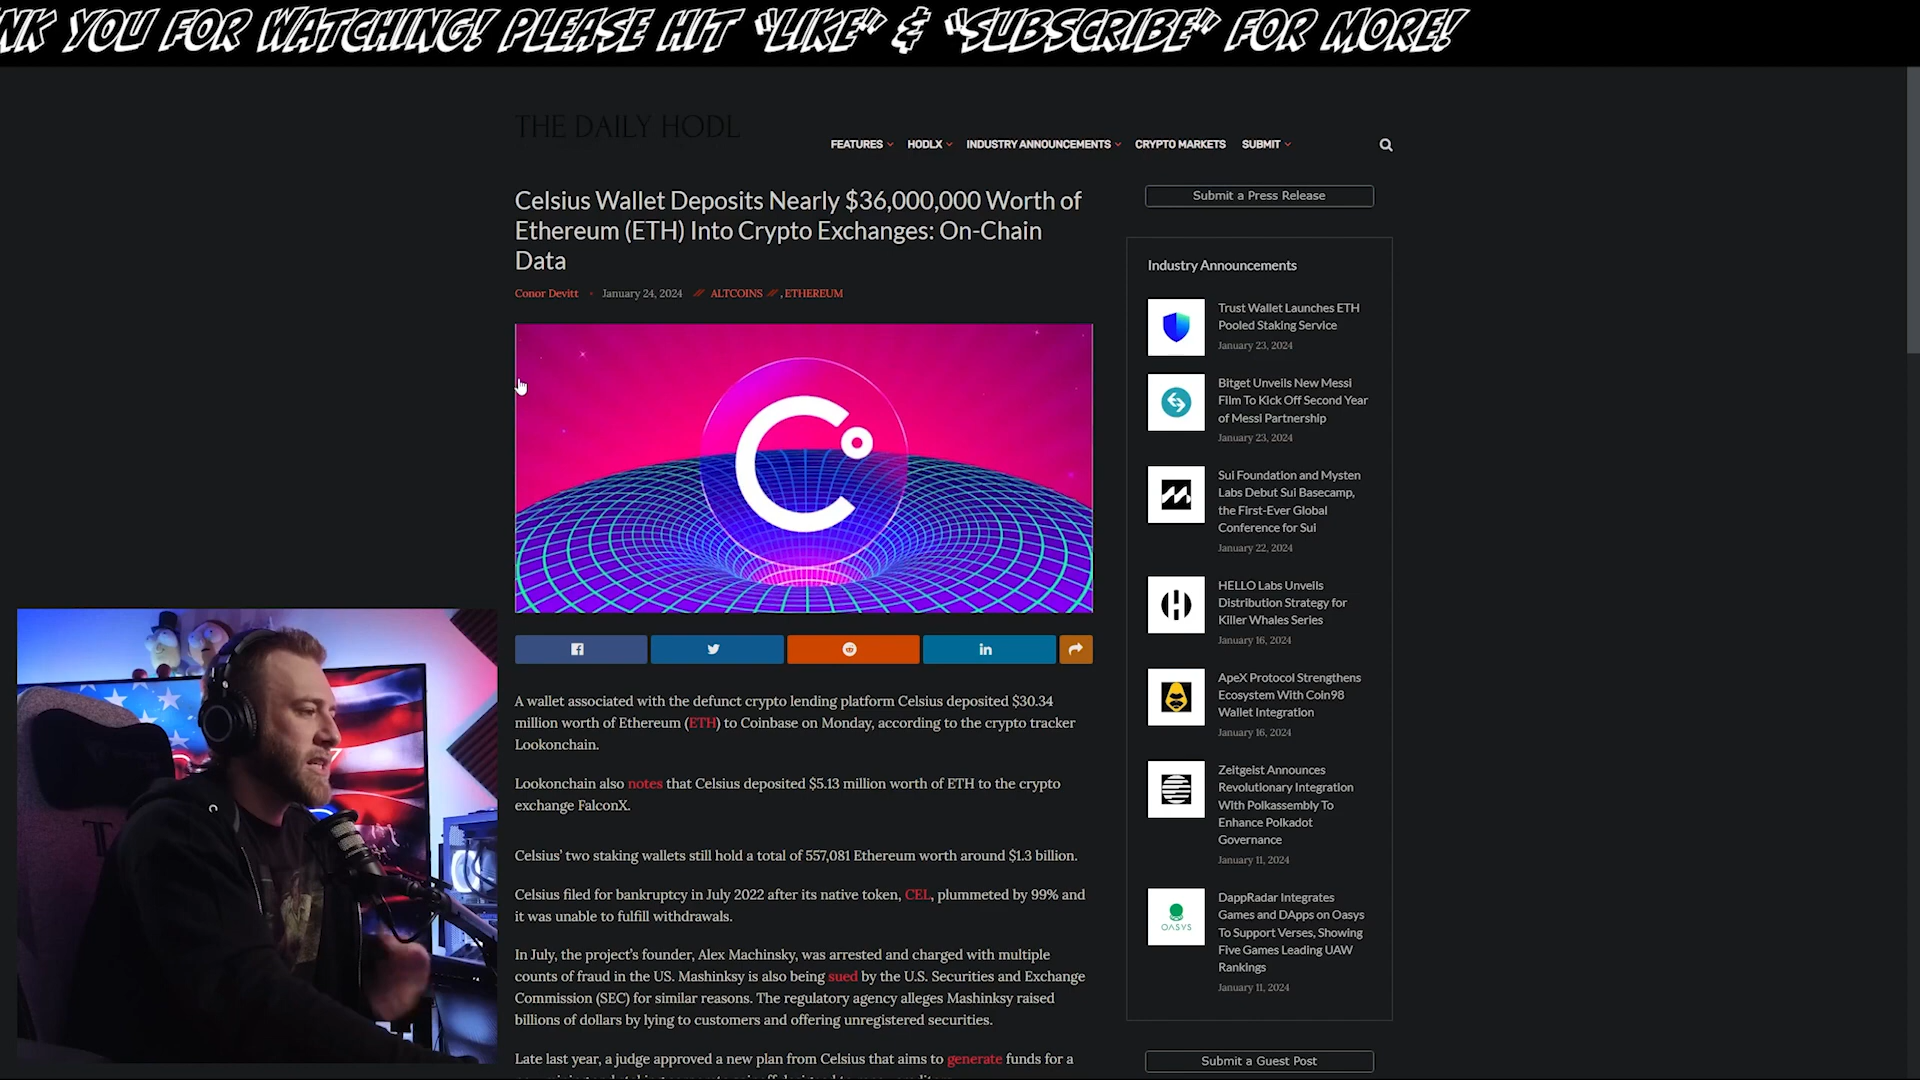 NK YOU FOR WATCHING! PLEASE HIT "LIKE" & "SUBSCRIBE" FOR MORE!
THE DAILY HODL
FEATURES HODLX INDUSTRY ANNOUNCEMENTS CRYPTO MARKETS SUBMIT
Celsius Wallet Deposits Nearly $36,000,000 Worth of
Ethereum (ETH) Into Crypto Exchanges: On-Chain
Data
Conor Devitt • January 24, 2024 /// ALTCOINS /// , ETHEREUM
A wallet associated with the defunct crypto lending platform Celsius deposited $30.34
million worth of Ethereum (ETH) to Coinbase on Monday, according to the crypto tracker
Lookonchain.
Lookonchain also notes that Celsius deposited $5.13 million worth of ETH to the crypto
exchange FalconX.
Celsius’ two staking wallets still hold a total of 557,081 Ethereum worth around $1.3 billion.
Celsius filed for bankruptcy in July 2022 after its native token, CEL, plummeted by 99% and
it was unable to fulfill withdrawals.
In July, the project’s founder, Alex Machinsky, was arrested and charged with multiple
counts of fraud in the US. Mashinksy is also being sued by the U.S. Securities and Exchange
Commission (SEC) for similar reasons. The regulatory agency alleges Mashinksy raised
billions of dollars by lying to customers and offering unregistered securities.
Late last year, a judge approved a new plan from Celsius that aims to generate funds for a
Submit a Press Release
Industry Announcements
Trust Wallet Launches ETH
Pooled Staking Service
January 23, 2024
Bitget Unveils New Messi
Film To Kick Off Second Year
of Messi Partnership
January 23, 2024
Sui Foundation and Mysten
Labs Debut Sui Basecamp,
the First-Ever Global
Conference for Sui
January 22, 2024
HELLO Labs Unveils
Distribution Strategy for
Killer Whales Series
January 16, 2024
ApeX Protocol Strengthens
Ecosystem With Coin98
Wallet Integration
January 16, 2024
Zeitgeist Announces
Revolutionary Integration
With Polkassembly To
Enhance Polkadot
Governance
January 11, 2024
OASYS
DappRadar Integrates
Games and DApps on Oasys
To Support Verses, Showing
Five Games Leading UAW
Rankings
January 11, 2024
Submit a Guest Post